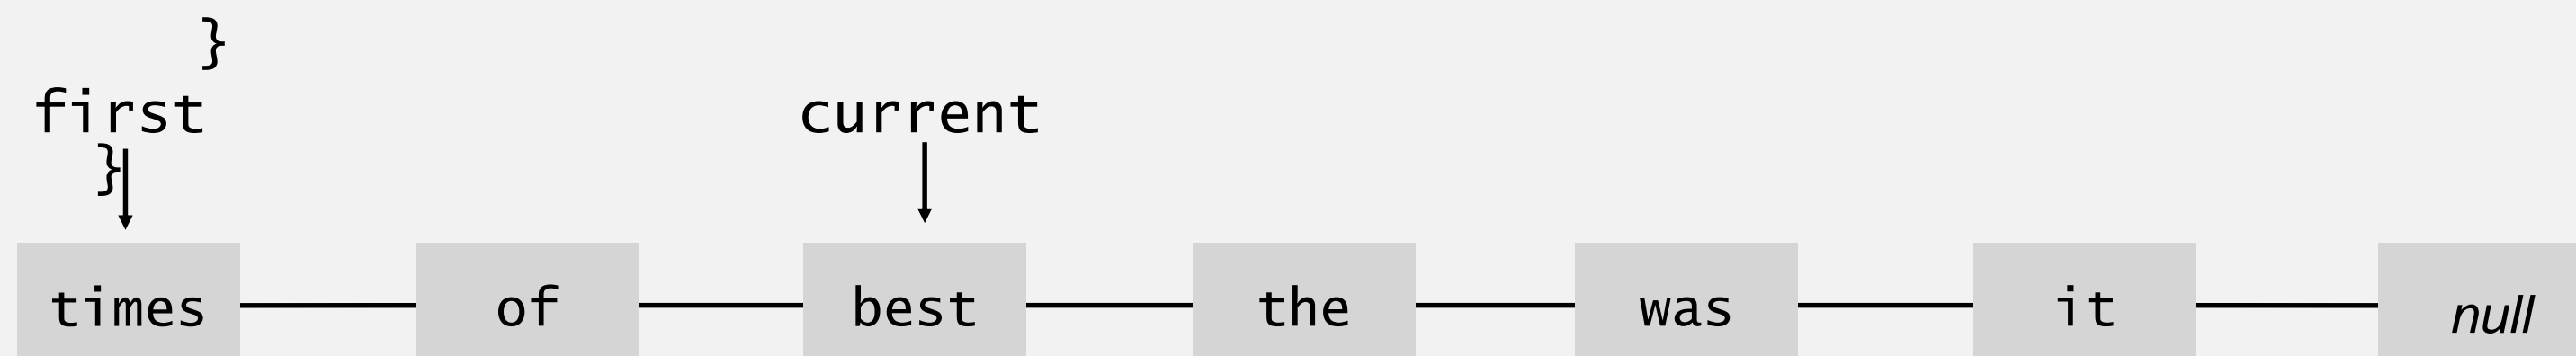 }
first current
}
times of best the was it null